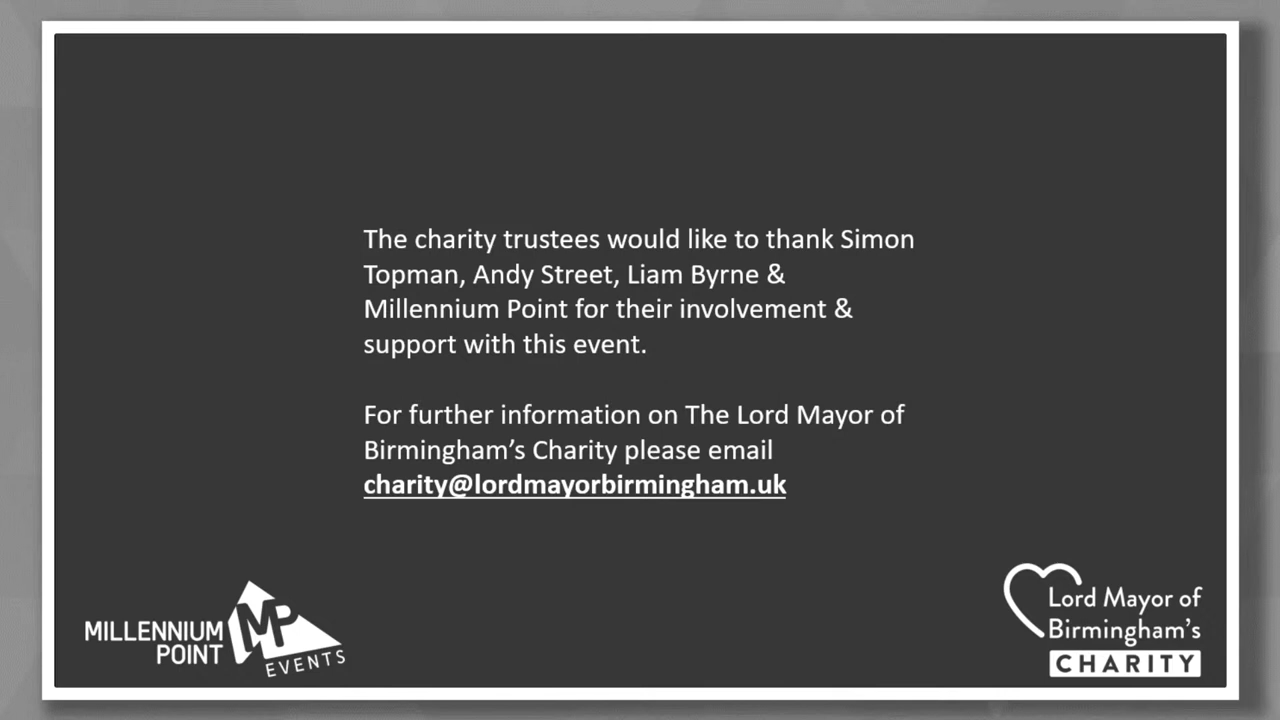 The charity trustees would like to thank Simon
Topman, Andy Street, Liam Byrne &
Millennium Point for their involvement &
support with this event.
For further information on The Lord Mayor of
Birmingham’s Charity please email
charity@lordmayorbirmingham.uk
MILLENNIUM
POINT
MP
EVENTS
Lord Mayor of
Birmingham’s
CHARITY